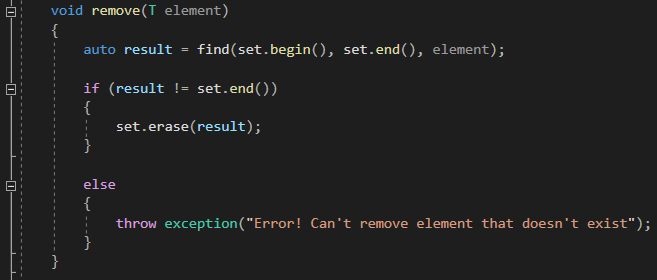 void remove(T element)
{
auto result = find(set.begin(), set.end(), element);
if (result != set.end())
{
set.erase(result);
}
else
{
throw exception("Error! Can't remove element that doesn't exist");
}
}